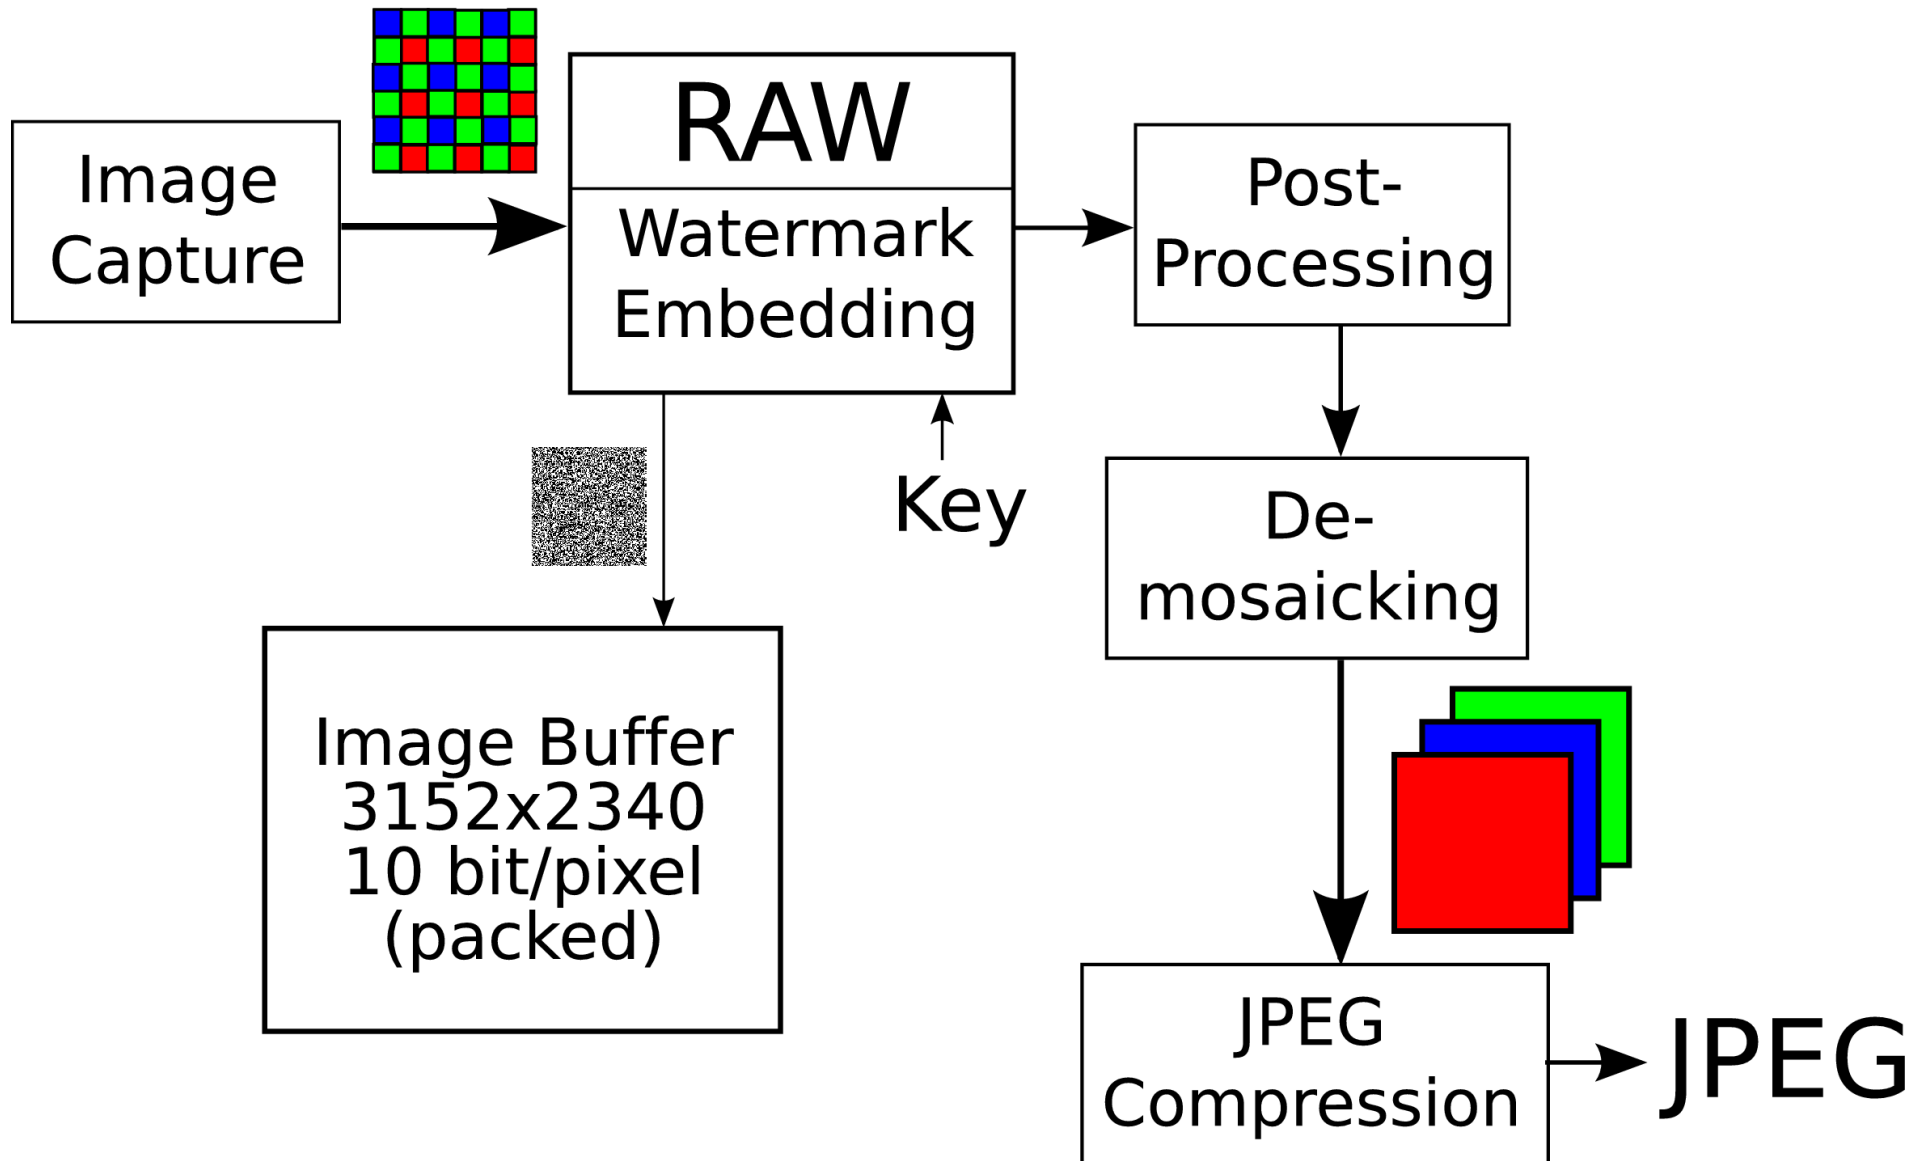 Image
Capture
RAW
Watermark
Embedding
Post-
Processing
Key
De-
mosaicking
Image Buffer
3152x2340
10 bit/pixel
(packed)
JPEG
Compression
JPEG